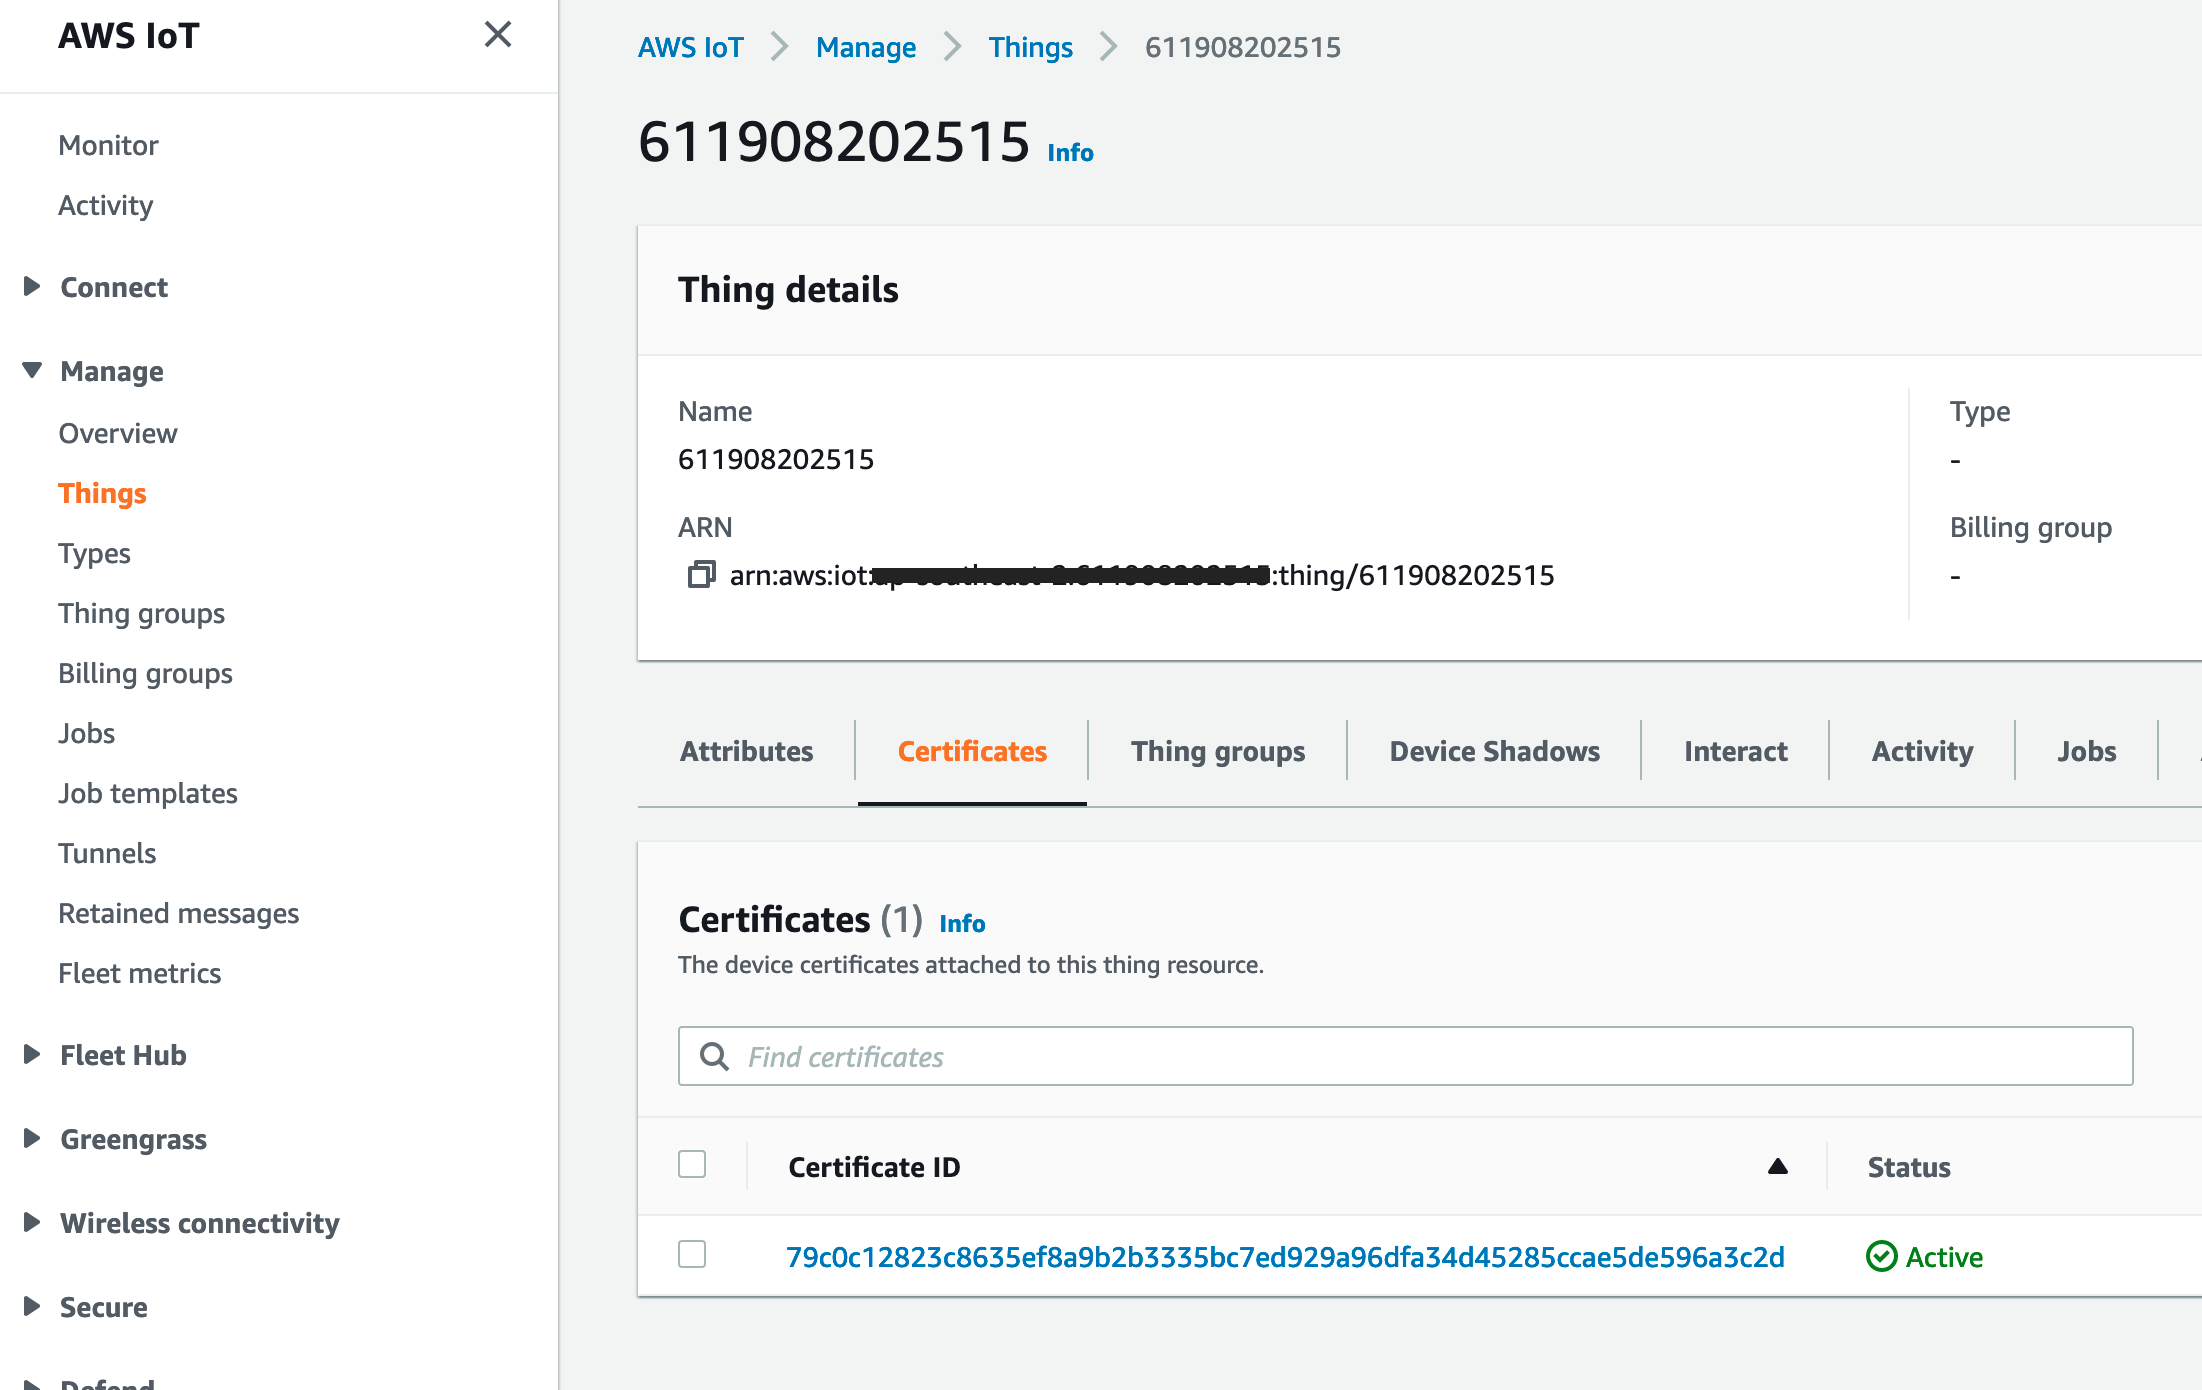 AWS IoT
Monitor
Activity
Connect
Manage
Overview
Things
Types
Thing groups
Billing groups
Jobs
Job templates
Tunnels
Retained messages
Fleet metrics
Fleet Hub
Greengrass
Wireless connectivity
Secure
Defend
AWS IoT > Manage > Things > 611908202515
611908202515 Info
Thing details
Name
611908202515
Type
-
ARN
arn:aws:iot: :thing/611908202515
Billing group
-
Attributes Certificates Thing groups Device Shadows Interact Activity Jobs
Certificates (1) Info
The device certificates attached to this thing resource.
Find certificates
Certificate ID Status
79c0c12823c8635ef8a9b2b3335bc7ed929a96dfa34d45285ccae5de596a3c2d Active